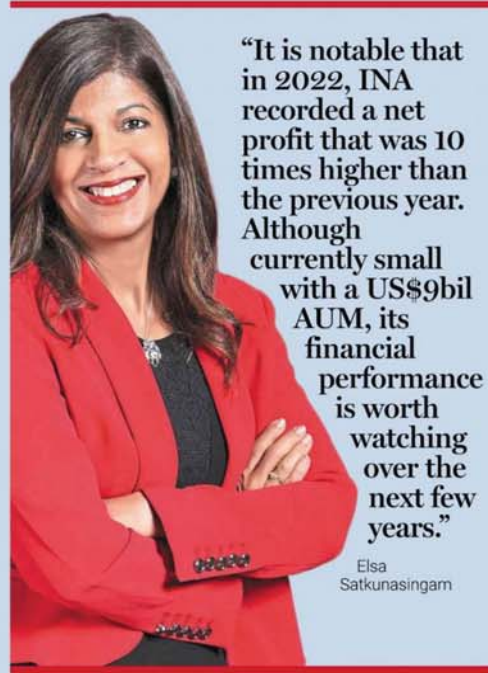 “It is notable that
in 2022, INA
recorded a net
profit that was 10
times higher than
the previous year.
Although
currently small
with a US$9bil
AUM, its
financial
performance
is worth
watching
over the
next few
years.”
Elsa
Satkunasingam